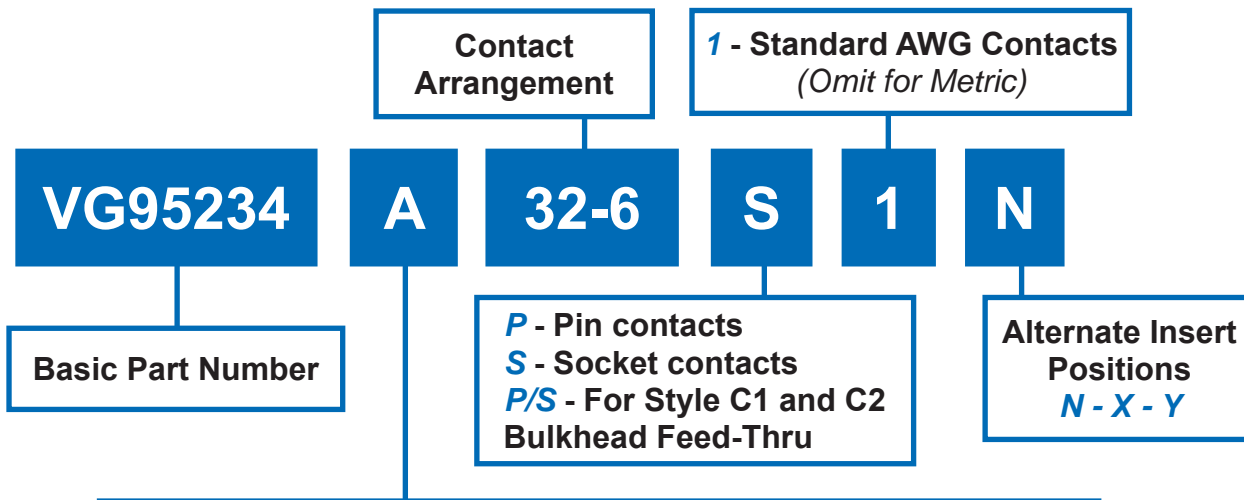 Contact
Arrangement
1 - Standard AWG Contacts
(Omit for Metric)
VG95234
A
32-6
S
1
N
Basic Part Number
P - Pin contacts
S - Socket contacts
P/S - For Style C1 and C2
Bulkhead Feed-Thru
Alternate Insert
Positions
N - X - Y